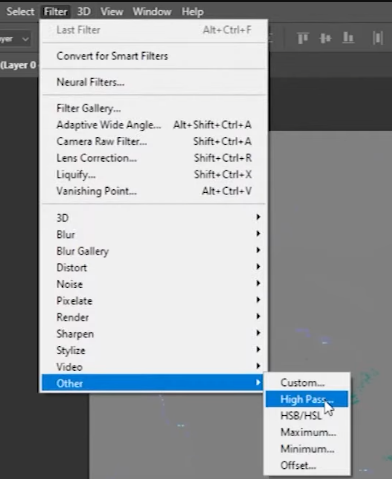 Select Filter 3D View Window Help
Last Filter Alt+Ctrl+F
ayer
(Layer 0
Convert for Smart Filters
Neural Filters...
Filter Gallery...
Adaptive Wide Angle... Alt+Shift+Ctrl+A
Camera Raw Filter... Shift+Ctrl+A
Lens Correction... Shift+Ctrl+R
Liquify... Shift+Ctrl+X
Vanishing Point... Alt+Ctrl+V
3D
Blur
Blur Gallery
Distort
Noise
Pixelate
Render
Sharpen
Stylize
Video
Other
Custom...
High Pass...
HSB/HSL
Maximum...
Minimum...
Offset...